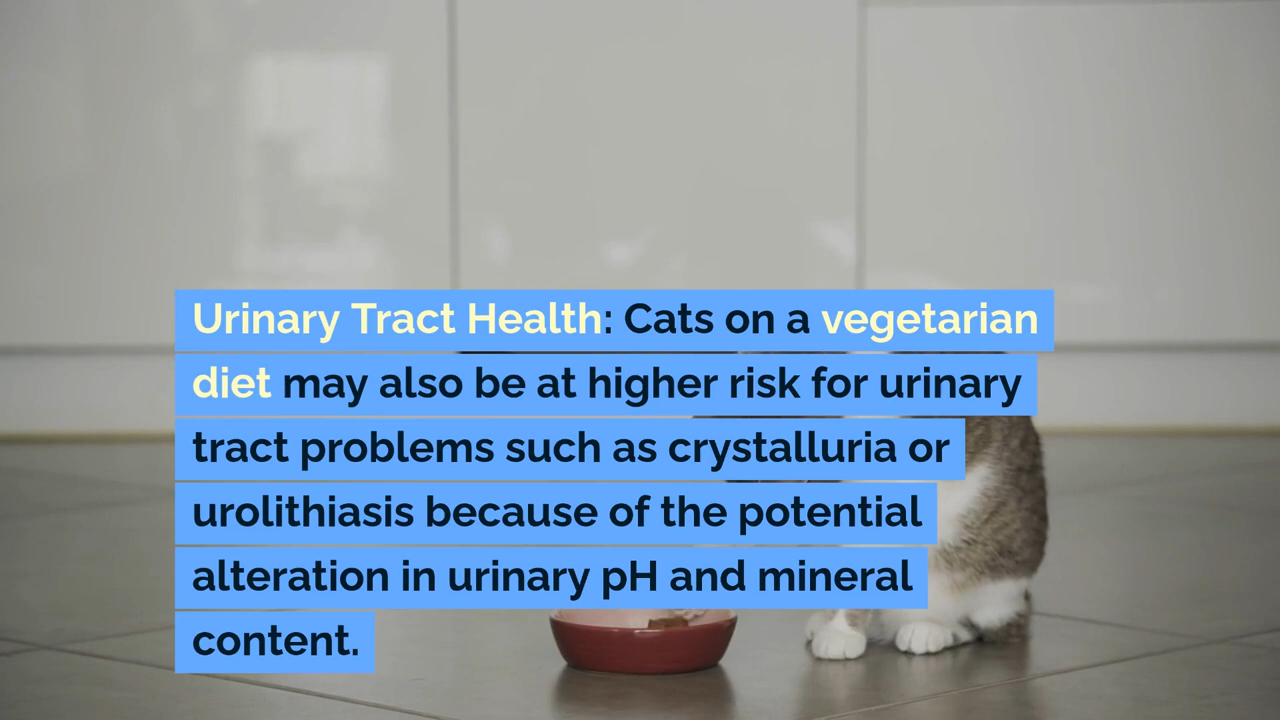 Urinary Tract Health: Cats on a vegetarian
diet may also be at higher risk for urinary
tract problems such as crystalluria or
urolithiasis because of the potential
alteration in urinary pH and mineral
content.